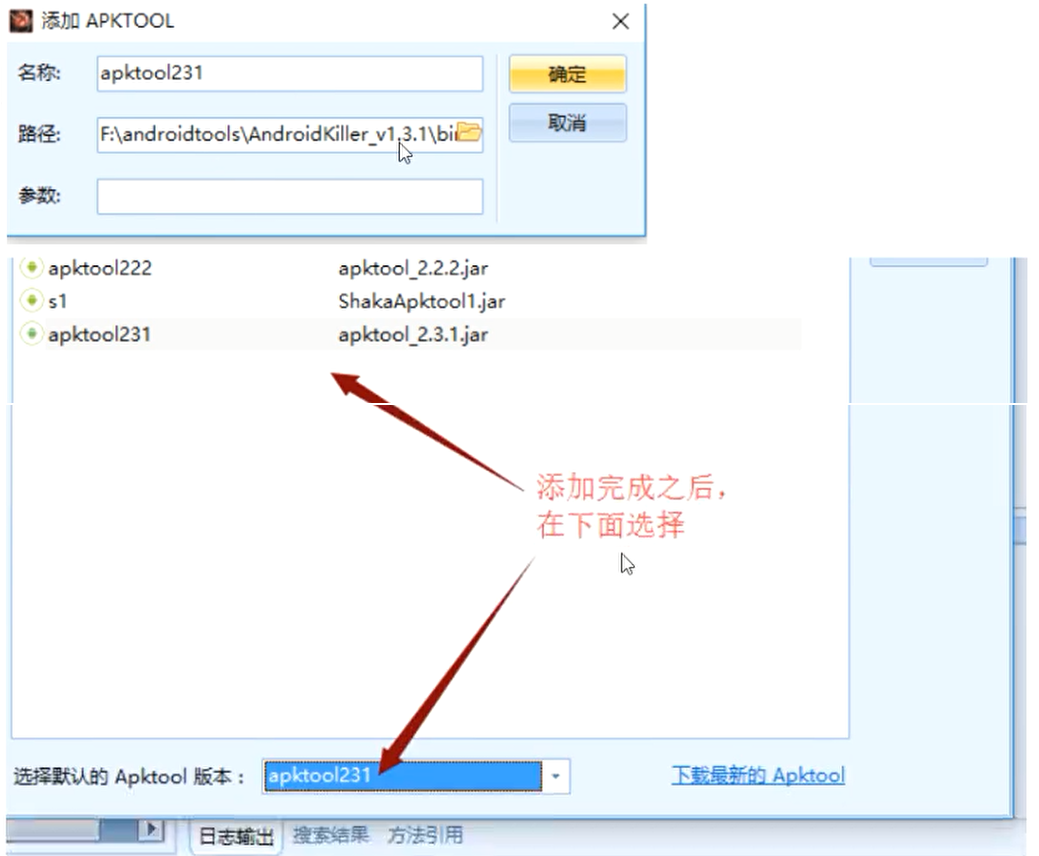 添加 APKTOOL
名称:
apktool231
确定
路径:
F:\androidtools\AndroidKiller_v1.3.1\bin
取消
参数:
apktool222 apktool_2.2.2.jar
s1 ShakaApktool1.jar
apktool231 apktool_2.3.1.jar
添加完成之后，
在下面选择
选择默认的 Apktool 版本：
apktool231
下载最新的 Apktool
日志输出 搜索结果 方法引用